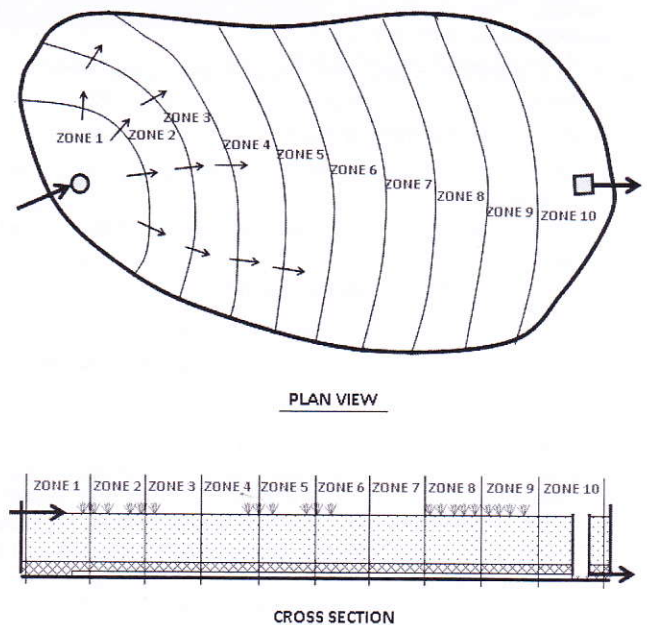 ZONE 1
ZONE 2
ZONE 3
ZONE 4
ZONE 5
ZONE 6
ZONE 7
ZONE 8
ZONE 9
ZONE 10
PLAN VIEW
ZONE 1 ZONE 2 ZONE 3 ZONE 4 ZONE 5 ZONE 6 ZONE 7 ZONE 8 ZONE 9 ZONE 10
CROSS SECTION